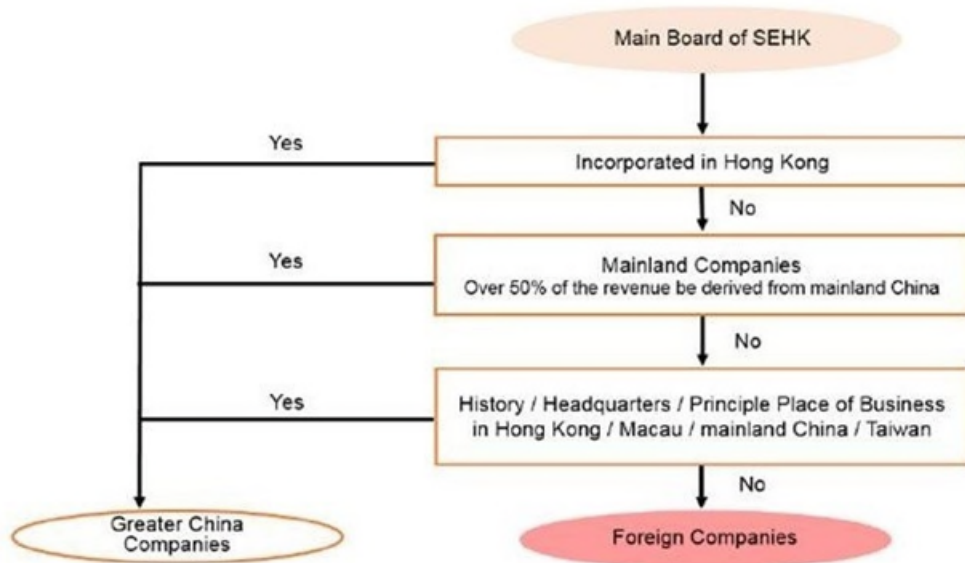 Main Board of SEHK
Yes
Incorporated in Hong Kong
No
Yes
Mainland Companies
Over 50% of the revenue be derived from mainland China
No
Yes
History / Headquarters / Principle Place of Business
in Hong Kong / Macau / mainland China / Taiwan
No
Greater China
Companies
Foreign Companies